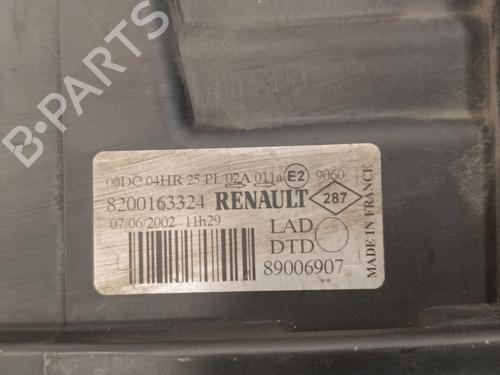 B-PARTS
00DC 04HR 25 PL 02A 011a E2 9060
8200163324 RENAULT 287
07/06/2002 11h29
LAD
DTD
89006907
MADE IN FRANCE